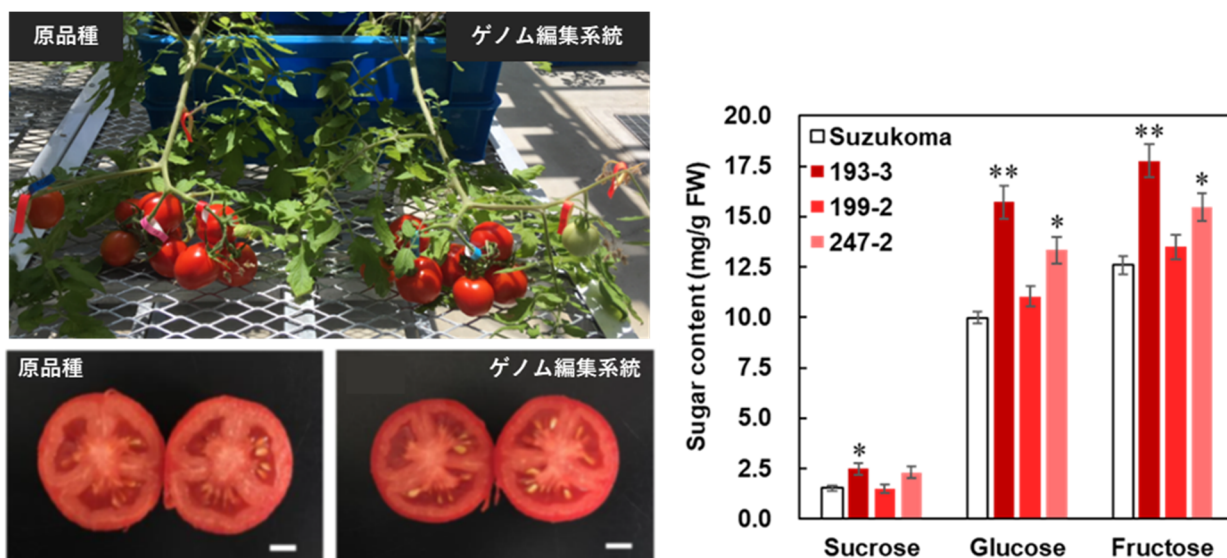 原品種
ゲノム編集系統
原品種
ゲノム編集系統
Sugar content (mg/g FW)
20.0
17.5
15.0
12.5
10.0
7.5
5.0
2.5
0.0
Suzukoma
193-3
199-2
247-2
*
**
*
**
*
Sucrose
Glucose
Fructose